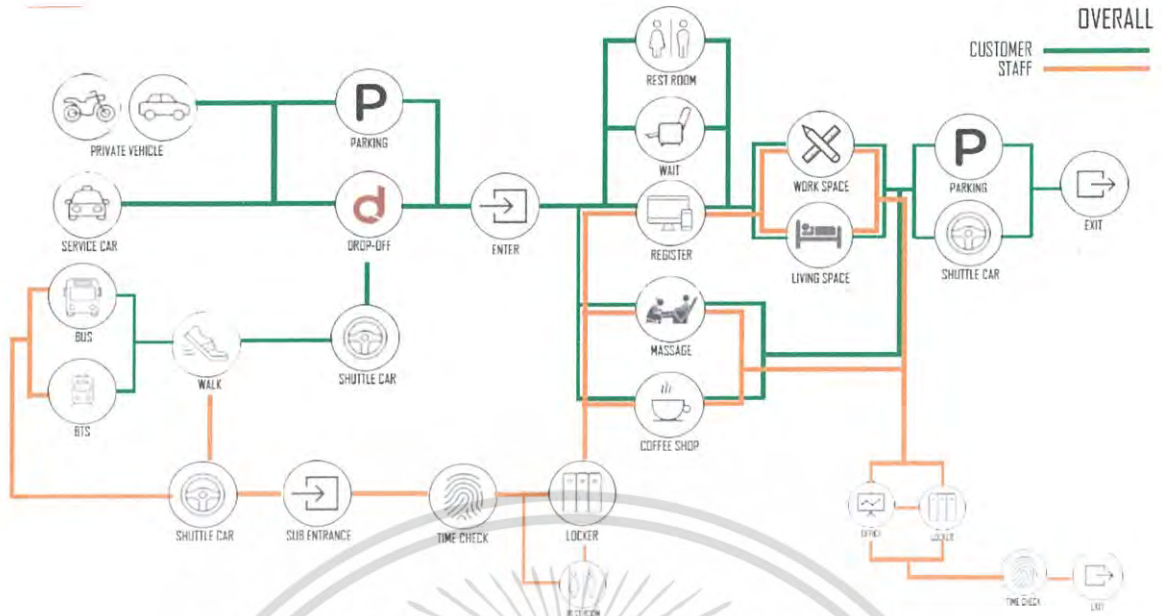 OVERALL
CUSTOMER
STAFF
REST ROOM
P
PRIVATE VEHICLE
PARKING
WAIT
WORK SPACE
P
PARKING
d
SERVICE CAR
DROP-OFF
ENTER
REGISTER
LIVING SPACE
SHUTTLE CAR
EXIT
BUS
WALK
SHUTTLE CAR
MASSAGE
BTS
COFFEE SHOP
SHUTTLE CAR
SUB ENTRANCE
TIME CHECK
LOCKER
OFFICE
LOCKER
RESTROOM
TIME CHECK
EXIT